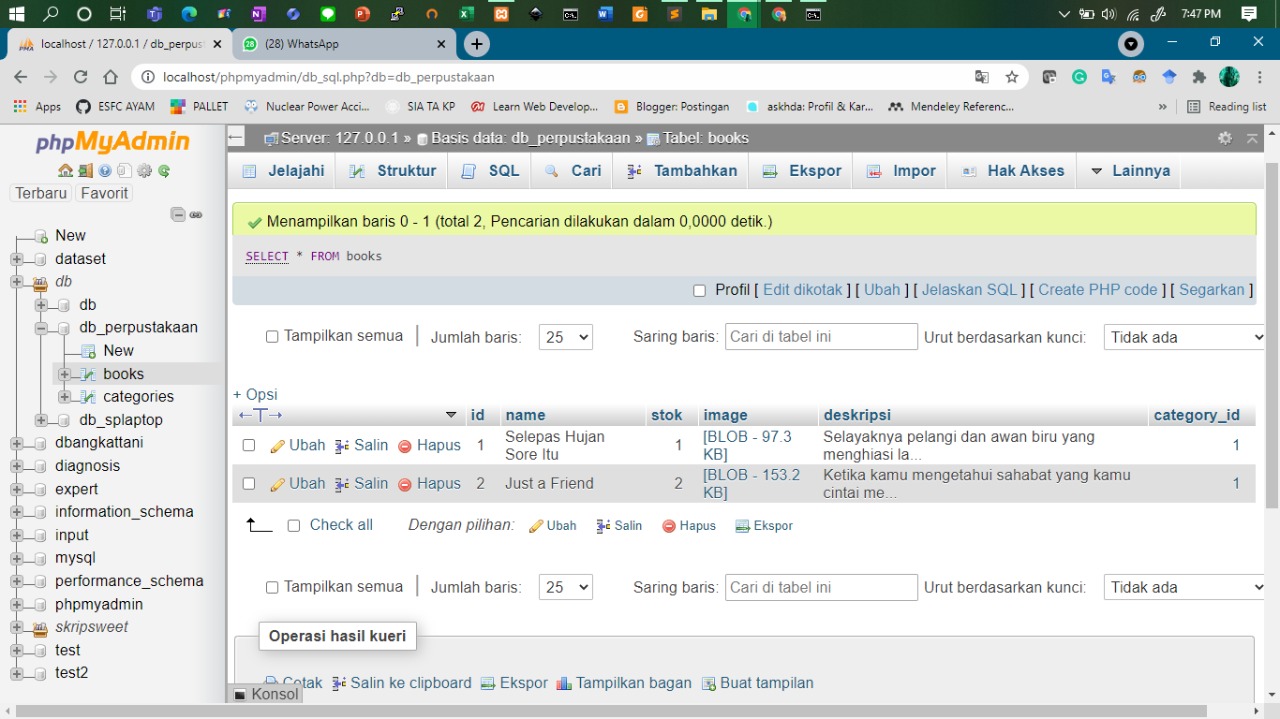 7:47 PM
localhost / 127.0.0.1 / db_perpust
(28) WhatsApp
localhost/phpmyadmin/db_sql.php?db=db_perpustakaan
Apps ESFC AYAM PALLET Nuclear Power Acci... SIA TA KP Learn Web Develop... Blogger: Postingan askhda: Profil & Kar... Mendeley Referenc... » Reading list
phpMyAdmin
Terbaru Favorit
New
dataset
db
db
db_perpustakaan
New
books
categories
db_splaptop
dbangkattani
diagnosis
expert
information_schema
input
mysql
performance_schema
phpmyadmin
skripsweet
test
test2
Server: 127.0.0.1 » Basis data: db_perpustakaan » Tabel: books
Jelajahi Struktur SQL Cari Tambahkan Ekspor Impor Hak Akses Lainnya
Menampilkan baris 0 - 1 (total 2, Pencarian dilakukan dalam 0,0000 detik.)
SELECT * FROM books
Profil [ Edit dikotak ] [ Ubah ] [ Jelaskan SQL ] [ Create PHP code ] [ Segarkan ]
Tampilkan semua Jumlah baris: 25 Saring baris: Cari di tabel ini Urut berdasarkan kunci: Tidak ada
+ Opsi
←T→ id name stok image deskripsi category_id
Ubah Salin Hapus 1 Selepas Hujan Sore Itu 1 [BLOB - 97.3 KB] Selayaknya pelangi dan awan biru yang menghiasi la... 1
Ubah Salin Hapus 2 Just a Friend 2 [BLOB - 153.2 KB] Ketika kamu mengetahui sahabat yang kamu cintai me... 1
Check all Dengan pilihan: Ubah Salin Hapus Ekspor
Tampilkan semua Jumlah baris: 25 Saring baris: Cari di tabel ini Urut berdasarkan kunci: Tidak ada
Operasi hasil kueri
Cetak Salin ke clipboard Ekspor Tampilkan bagan Buat tampilan
Konsol